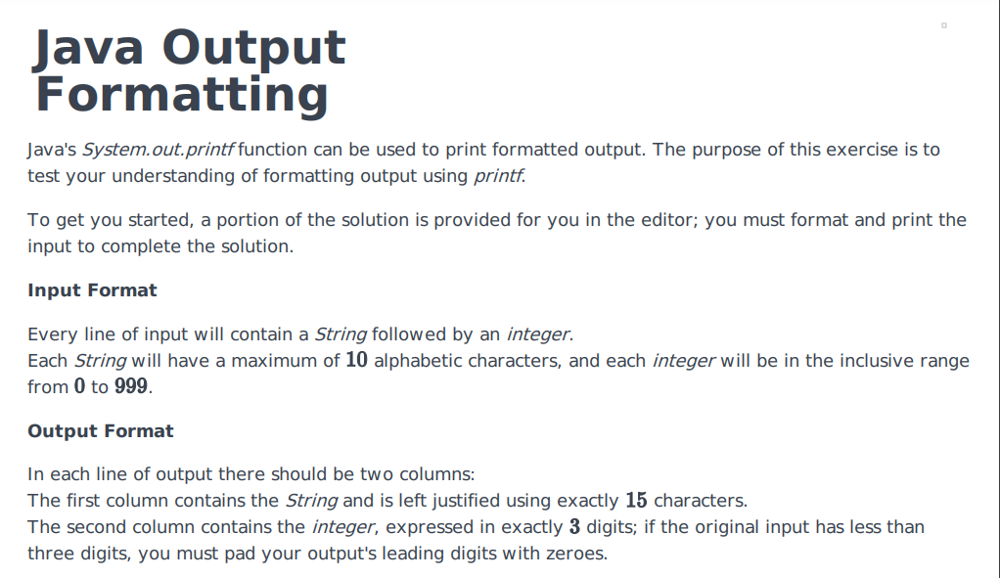 Java Output
Formatting
Java's System.out.printf function can be used to print formatted output. The purpose of this exercise is to
test your understanding of formatting output using printf.
To get you started, a portion of the solution is provided for you in the editor; you must format and print the
input to complete the solution.
Input Format
Every line of input will contain a String followed by an integer.
Each String will have a maximum of 10 alphabetic characters, and each integer will be in the inclusive range
from 0 to 999.
Output Format
In each line of output there should be two columns:
The first column contains the String and is left justified using exactly 15 characters.
The second column contains the integer, expressed in exactly 3 digits; if the original input has less than
three digits, you must pad your output's leading digits with zeroes.